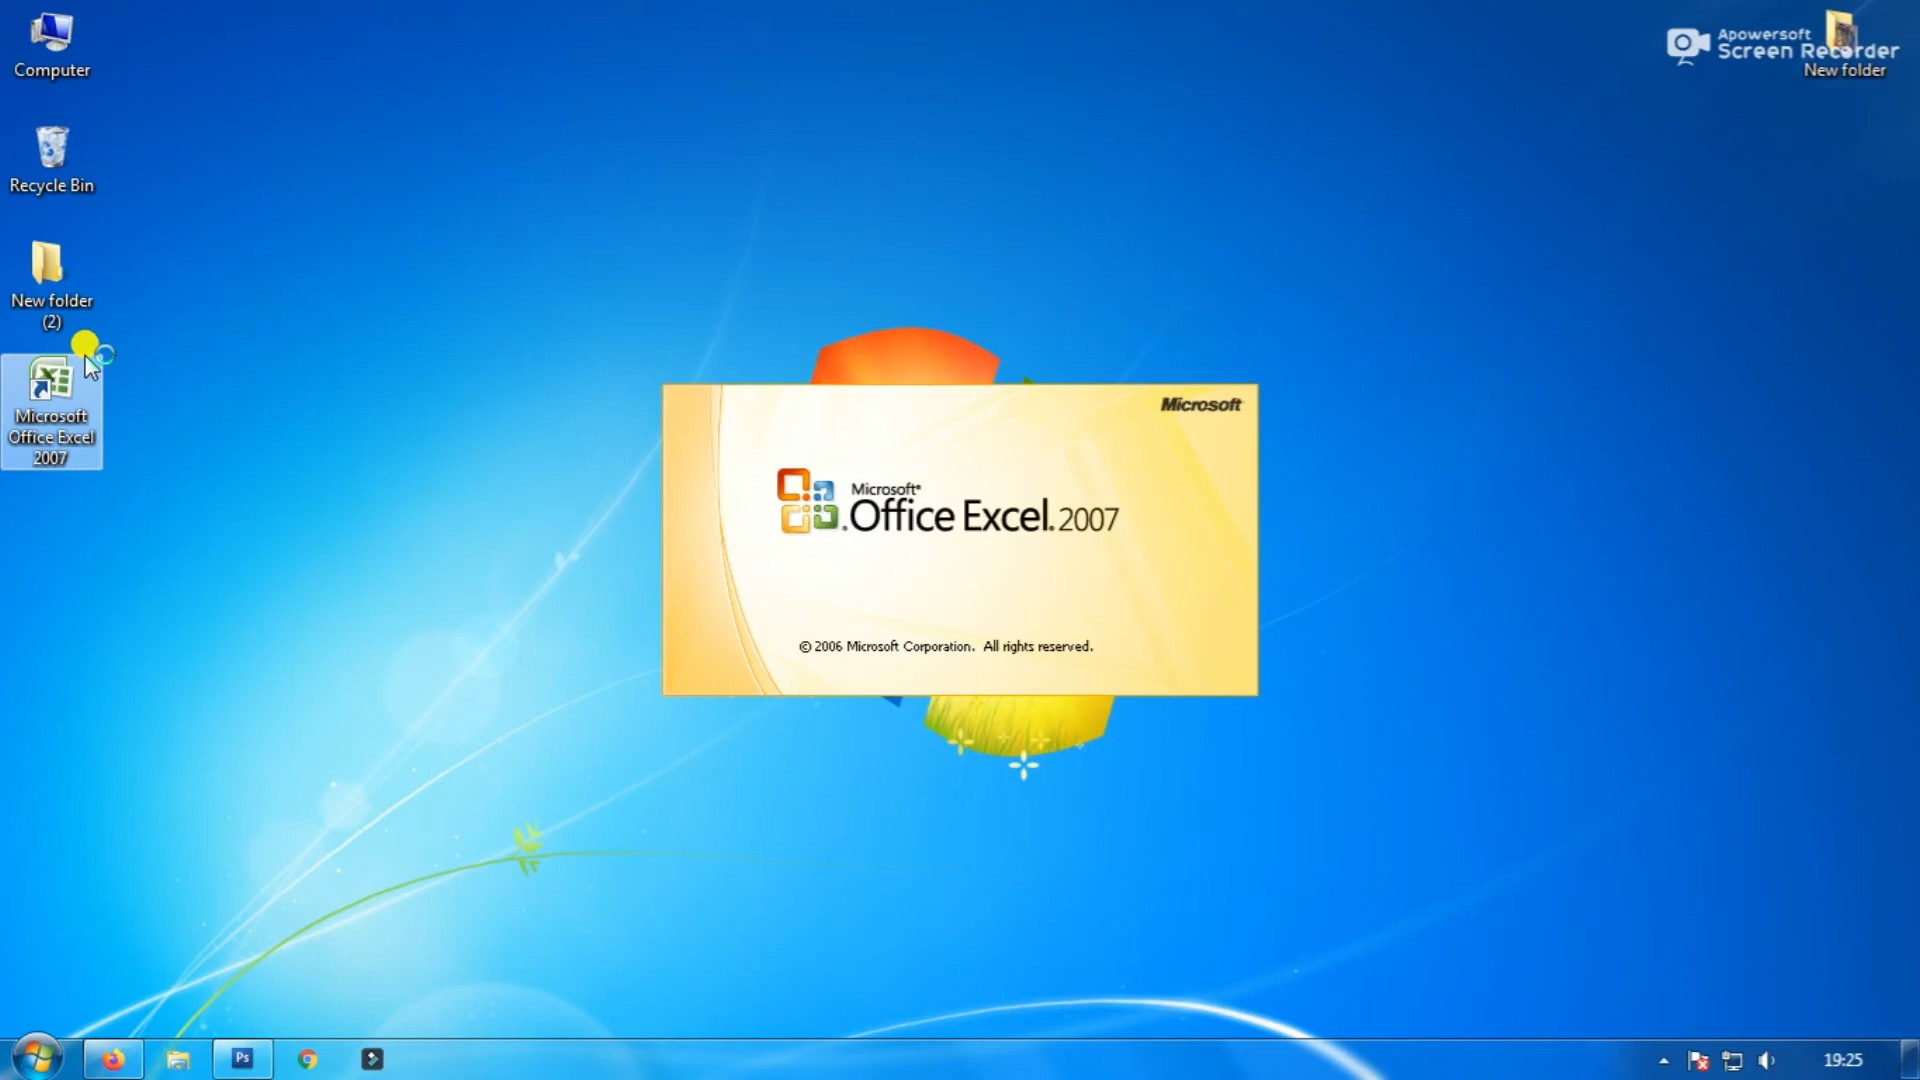 Computer
Recycle Bin
New folder
(2)
Microsoft
Office Excel
2007
Apowersoft
Screen Recorder
New folder
Microsoft
Microsoft®
Office Excel 2007
© 2006 Microsoft Corporation. All rights reserved.
Ps
19:25